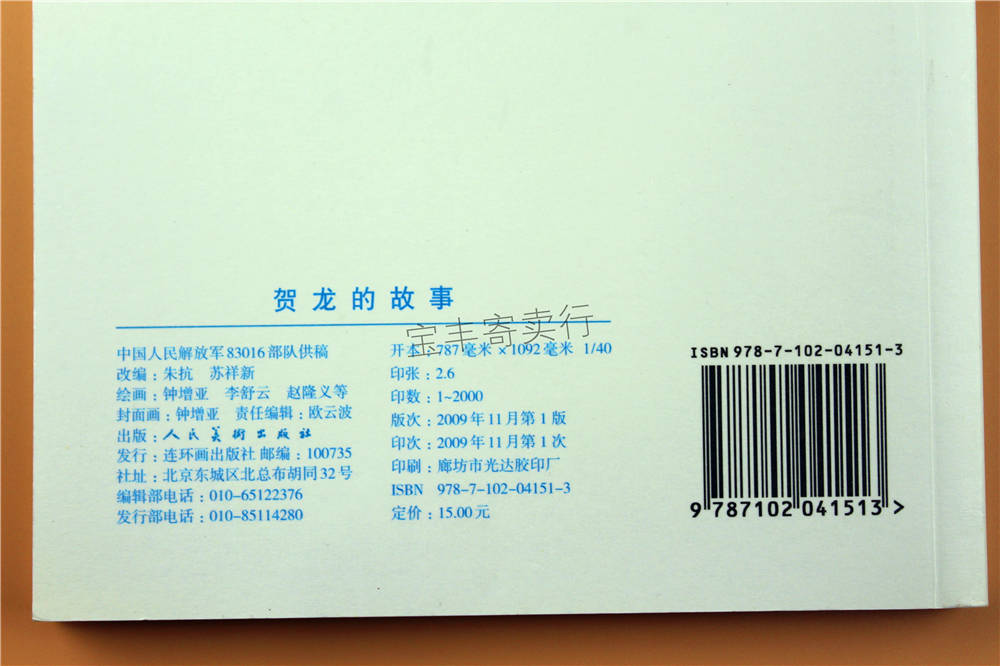 贺龙的故事
中国人民解放军83016部队供稿
改编：朱抗 苏祥新
绘画：钟增亚 李舒云 赵隆义等
封面画：钟增亚 责任编辑：欧云波
出版：人民美術出版社
发行：连环画出版社 邮编：100735
社址：北京东城区北总布胡同32号
编辑部电话：010-65122376
发行部电话：010-85114280
开本：787毫米×1092毫米 1/40
印张：2.6
印数：1~2000
版次：2009年11月第1版
印次：2009年11月第1次
印刷：廊坊市光达胶印厂
ISBN 978-7-102-04151-3
定价：15.00元
宝丰寄卖行
ISBN 978-7-102-04151-3
9 787102 041513 >